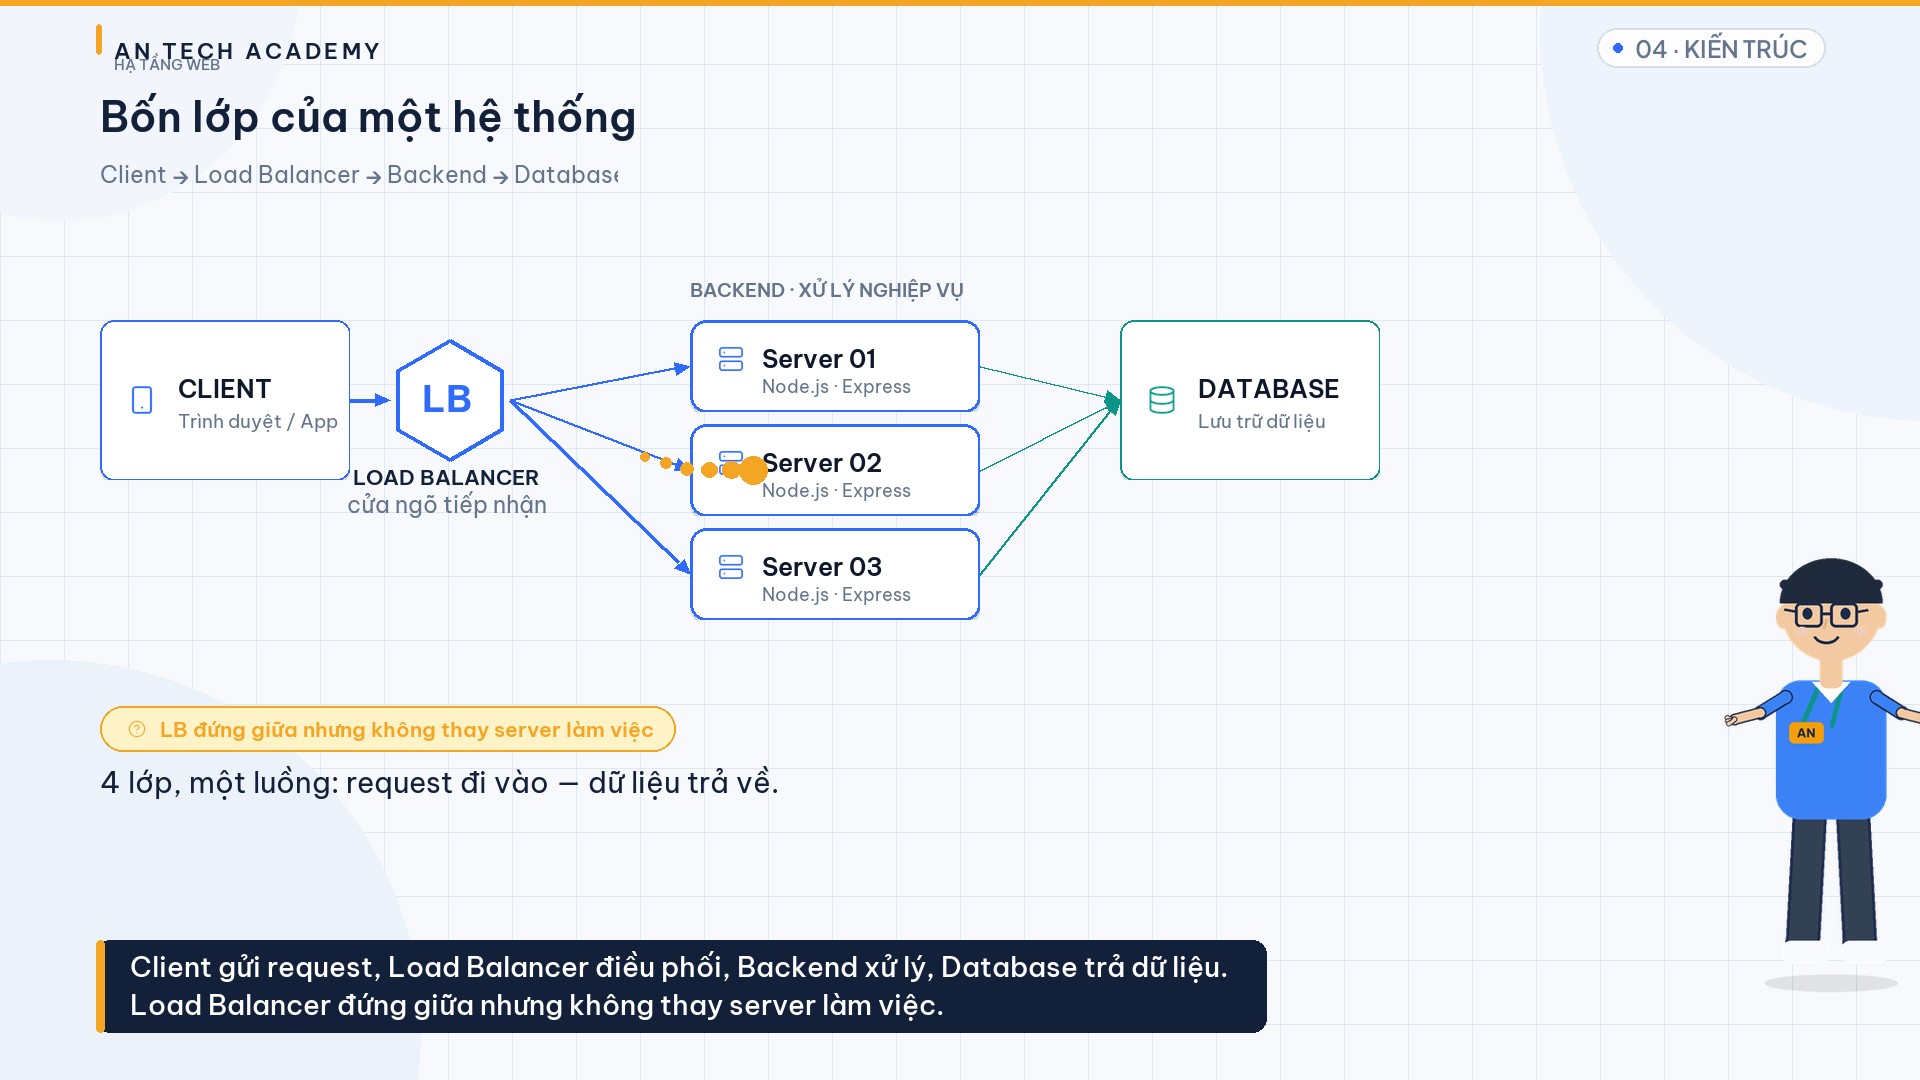 AN TECH ACADEMY
HẠ TẦNG WEB
04 · KIẾN TRÚC
Bốn lớp của một hệ thống
Client → Load Balancer → Backend → Database
BACKEND · XỬ LÝ NGHIỆP VỤ
CLIENT
Trình duyệt / App
LB
LOAD BALANCER
cửa ngõ tiếp nhận
Server 01
Node.js · Express
Server 02
Node.js · Express
Server 03
Node.js · Express
DATABASE
Lưu trữ dữ liệu
AN
LB đứng giữa nhưng không thay server làm việc
4 lớp, một luồng: request đi vào — dữ liệu trả về.
Client gửi request, Load Balancer điều phối, Backend xử lý, Database trả dữ liệu.
Load Balancer đứng giữa nhưng không thay server làm việc.